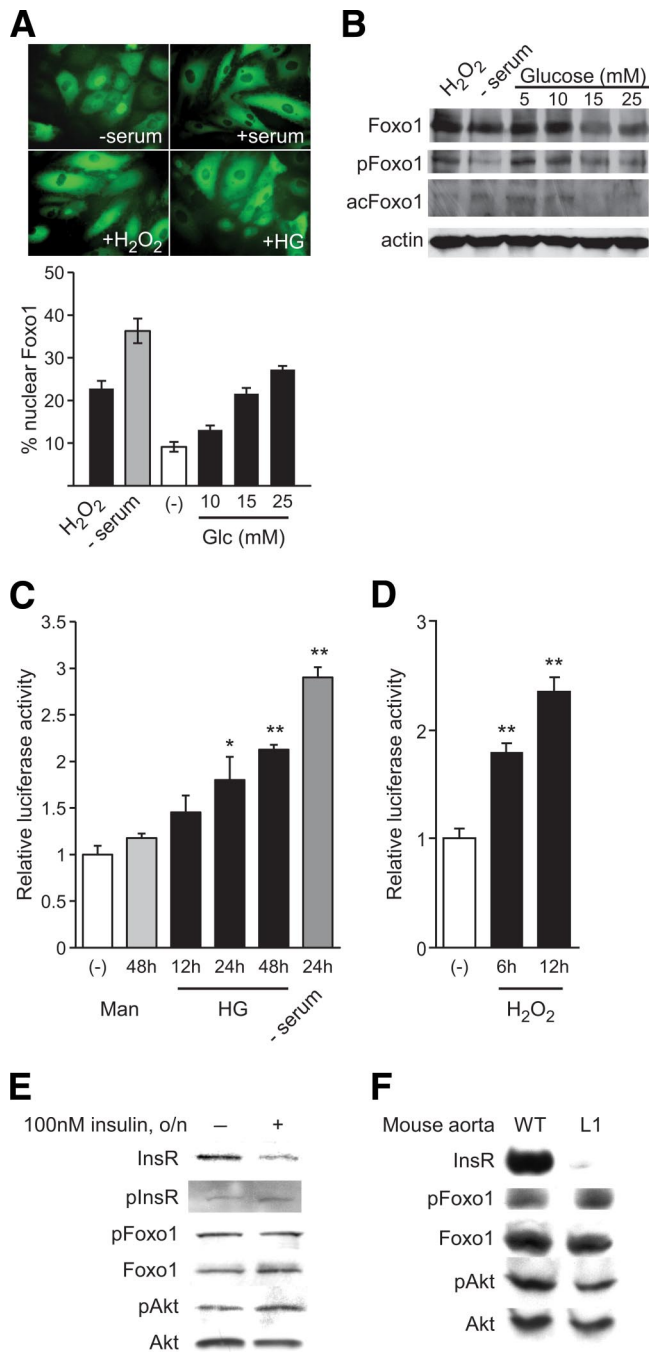 A
-serum
+serum
+H2O2
+HG
% nuclear Foxo1
50
40
30
20
10
H2O2
- serum
(-)
10
15
25
Glc (mM)
B
H2O2
- serum
Glucose (mM)
5 10 15 25
Foxo1
pFoxo1
acFoxo1
actin
C
Relative luciferase activity
3.5
3
2.5
2
1.5
1
0.5
0
*
**
**
(-)
48h
12h
24h
48h
24h
Man
HG
- serum
D
Relative luciferase activity
3
2
1
0
**
**
(-)
6h
12h
H2O2
E
100nM insulin, o/n − +
InsR
pInsR
pFoxo1
Foxo1
pAkt
Akt
F
Mouse aorta WT L1
InsR
pFoxo1
Foxo1
pAkt
Akt